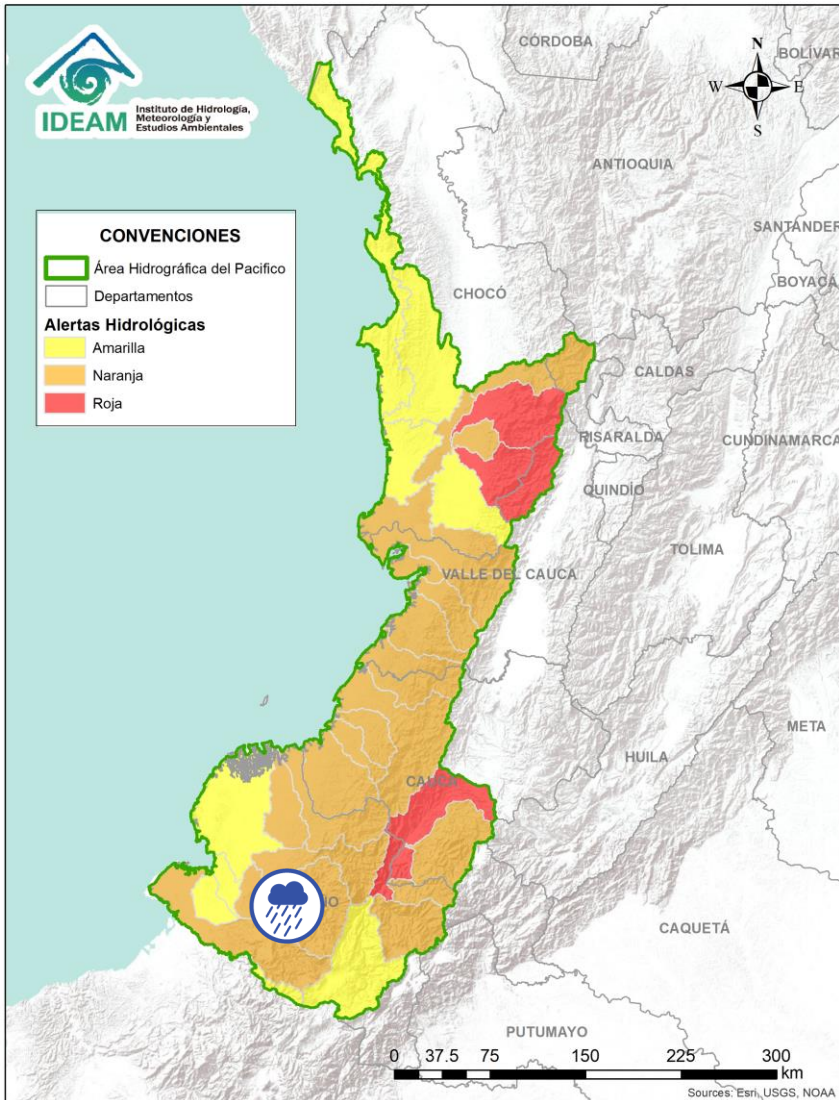 IDEAM
Instituto de Hidrología,
Meteorología y
Estudios Ambientales
CÓRDOBA
BOLÍVAR
N
W
E
S
ANTIOQUIA
SANTANDER
BOYACÁ
CONVENCIONES
Área Hidrográfica del Pacifico
Departamentos
Alertas Hidrológicas
Amarilla
Naranja
Roja
CHOCÓ
CALDAS
RISARALDA
CUNDINAMARCA
QUINDÍO
TOLIMA
VALLE DEL CAUCA
META
HUILA
CAUCA
CAQUETÁ
PUTUMAYO
0 37.5 75 150 225 300
km
Sources: Esri, USGS, NOAA